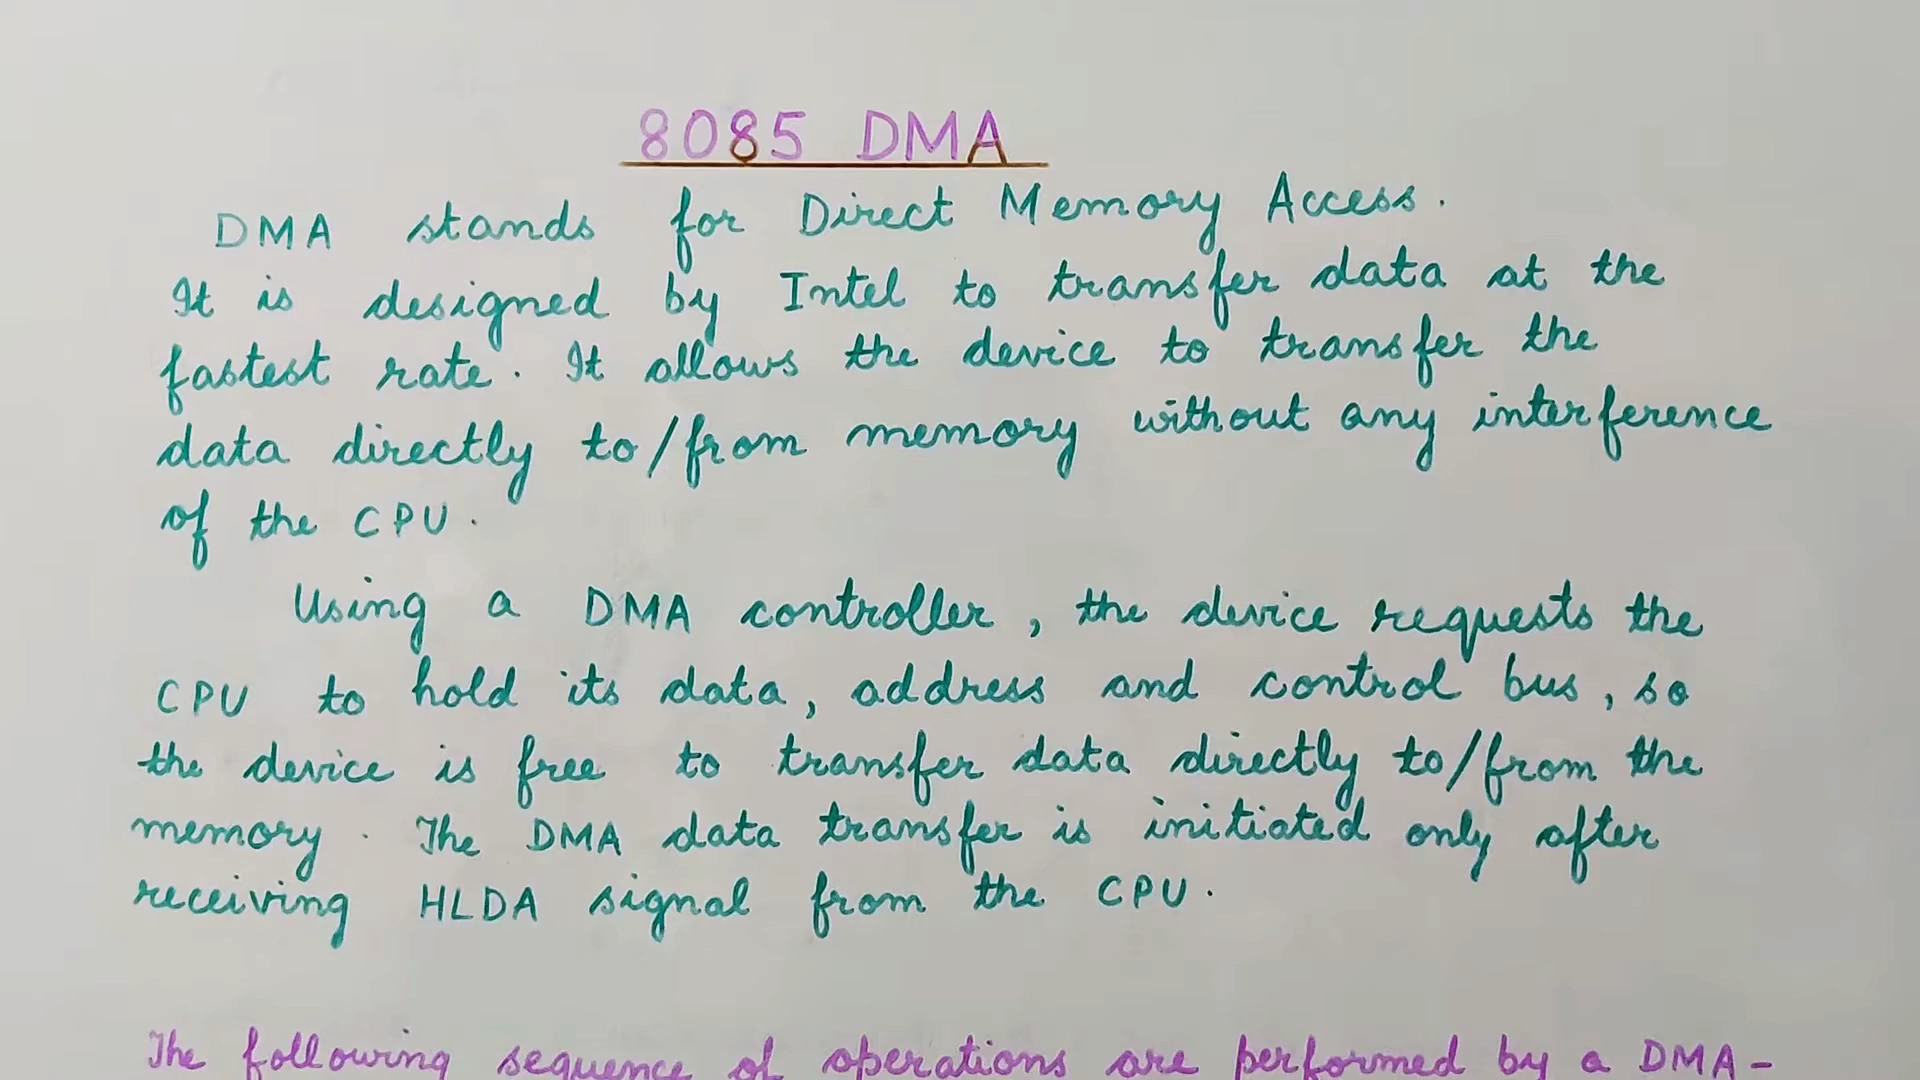 8085 DMA
DMA stands for Direct Memory Access.
It is designed by Intel to transfer data at the
fastest rate. It allows the device to transfer the
data directly to/from memory without any interference
of the CPU.
Using a DMA controller, the device requests the
CPU to hold its data, address and control bus, so
the device is free to transfer data directly to/from the
memory. The DMA data transfer is initiated only after
receiving HLDA signal from the CPU.
The following sequence of operations are performed by a DMA-